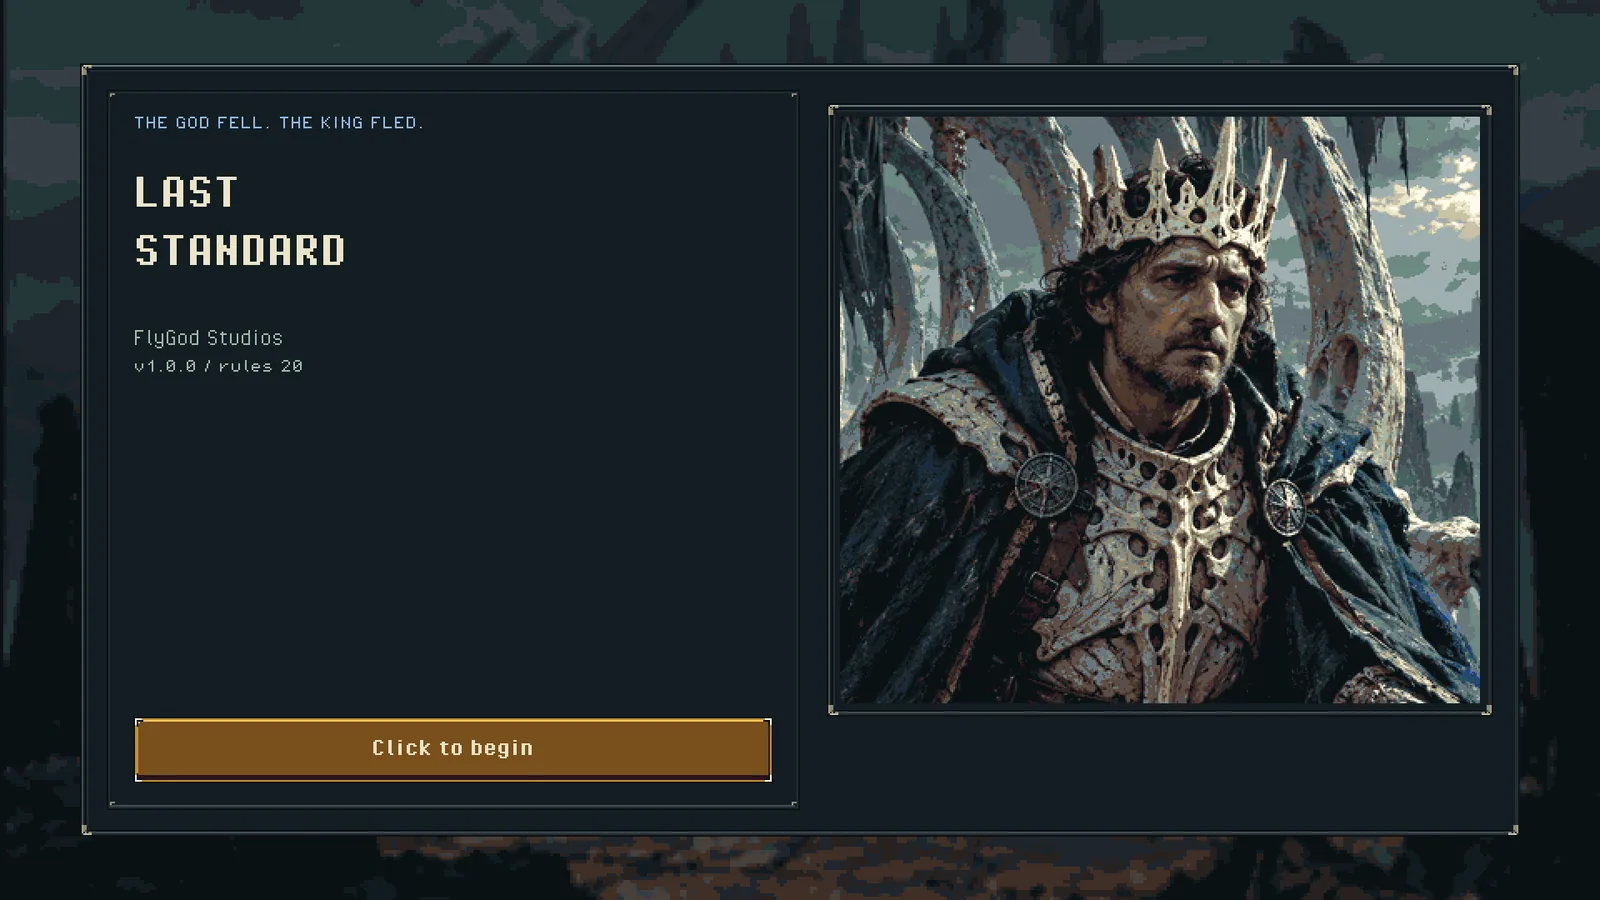 THE GOD FELL. THE KING FLED.
LAST
STANDARD
FlyGod Studios
v1.0.0 / rules 20
Click to begin